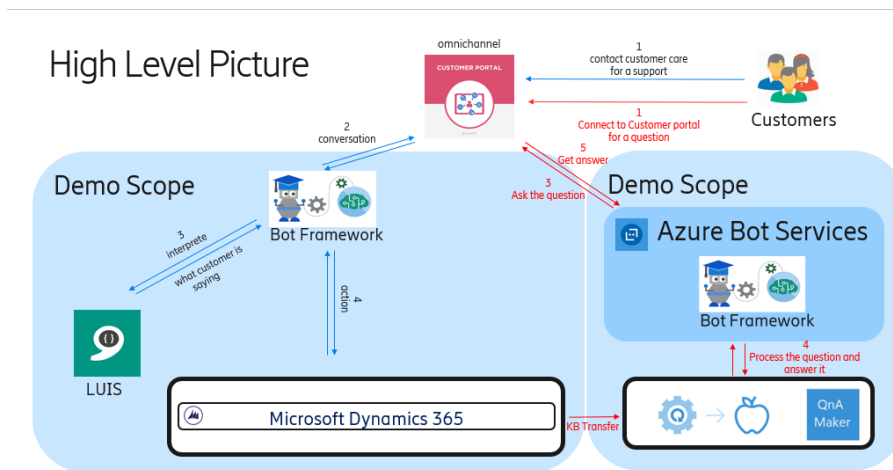 High Level Picture
omnichannel
CUSTOMER PORTAL
1
contact customer care
for a support
1
Connect to Customer portal
for a question
Customers
2
conversation
5
Get answer
3
Ask the question
Demo Scope
Bot Framework
3
interprete
what customer is
saying
4
action
LUIS
Microsoft Dynamics 365
KB Transfer
Demo Scope
Azure Bot Services
Bot Framework
4
Process the question and
answer it
QnA
Maker